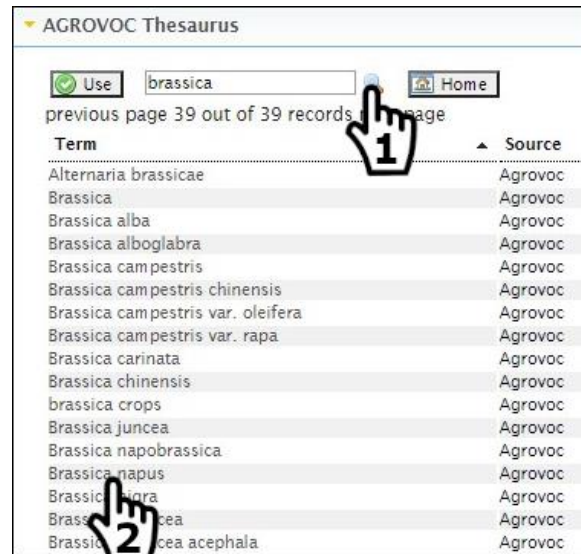 AGROVOC Thesaurus
Use brassica Home
previous page 39 out of 39 records page
1
Term Source
Alternaria brassicae Agrovoc
Brassica Agrovoc
Brassica alba Agrovoc
Brassica alboglabra Agrovoc
Brassica campestris Agrovoc
Brassica campestris chinensis Agrovoc
Brassica campestris var. oleifera Agrovoc
Brassica campestris var. rapa Agrovoc
Brassica carinata Agrovoc
Brassica chinensis Agrovoc
brassica crops Agrovoc
Brassica juncea Agrovoc
Brassica napobrassica Agrovoc
Brassica napus Agrovoc
Agrovoc
Agrovoc
2
acephala Agrovoc